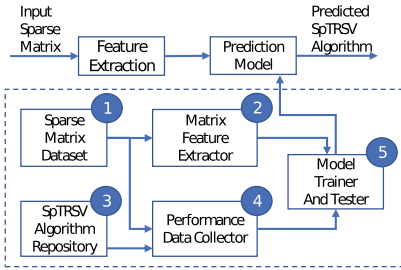 Input
Sparse
Matrix
Feature
Extraction
Prediction
Model
Predicted
SpTRSV
Algorithm
1
Sparse
Matrix
Dataset
2
Matrix
Feature
Extractor
3
SpTRSV
Algorithm
Repository
4
Performance
Data Collector
5
Model
Trainer
And Tester